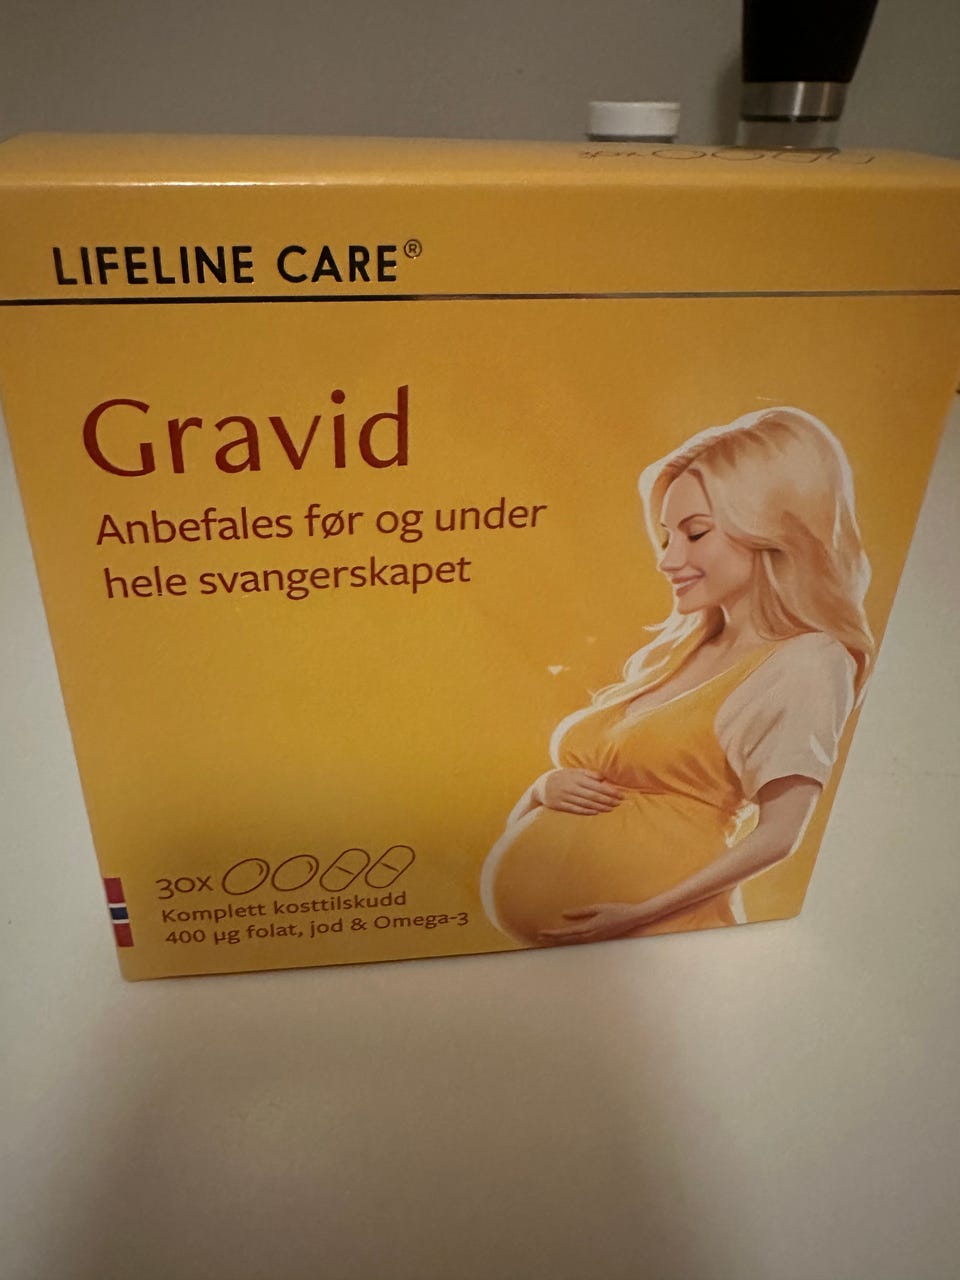 LIFELINE CARE®
Gravid
Anbefales før og under
hele svangerskapet
30x
Komplett kosttilskudd
400 µg folat, jod & Omega-3